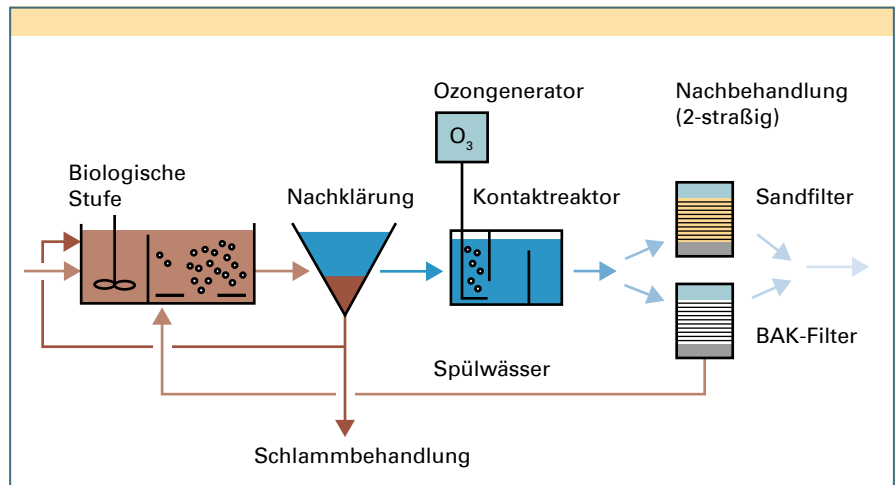 Ozongenerator
Nachbehandlung
(2-straßig)
O3
Biologische
Stufe
Nachklärung
Kontaktreaktor
Sandfilter
BAK-Filter
Spülwässer
Schlammbehandlung